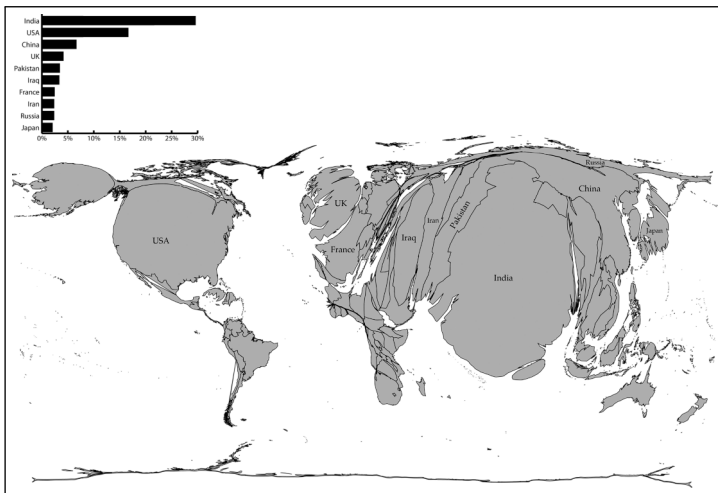 India
USA
China
UK
Pakistan
Iraq
France
Iran
Russia
Japan
0% 5% 10% 15% 20% 25% 30%
Russia
China
UK
USA
France
Iraq
Iran
Pakistan
Japan
India